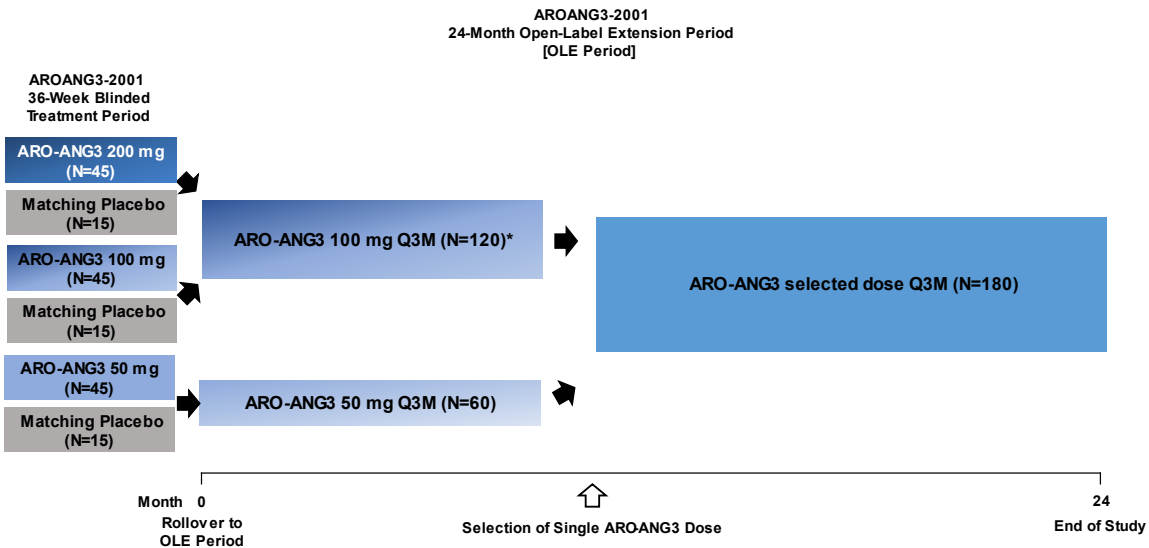 AROANG3-2001
24-Month Open-Label Extension Period
[OLE Period]
AROANG3-2001
36-Week Blinded
Treatment Period
ARO-ANG3 200 mg
(N=45)
Matching Placebo
(N=15)
ARO-ANG3 100 mg
(N=45)
Matching Placebo
(N=15)
ARO-ANG3 50 mg
(N=45)
Matching Placebo
(N=15)
ARO-ANG3 100 mg Q3M (N=120)*
ARO-ANG3 50 mg Q3M (N=60)
ARO-ANG3 selected dose Q3M (N=180)
Month 0
Rollover to
OLE Period
Selection of Single ARO-ANG3 Dose
24
End of Study